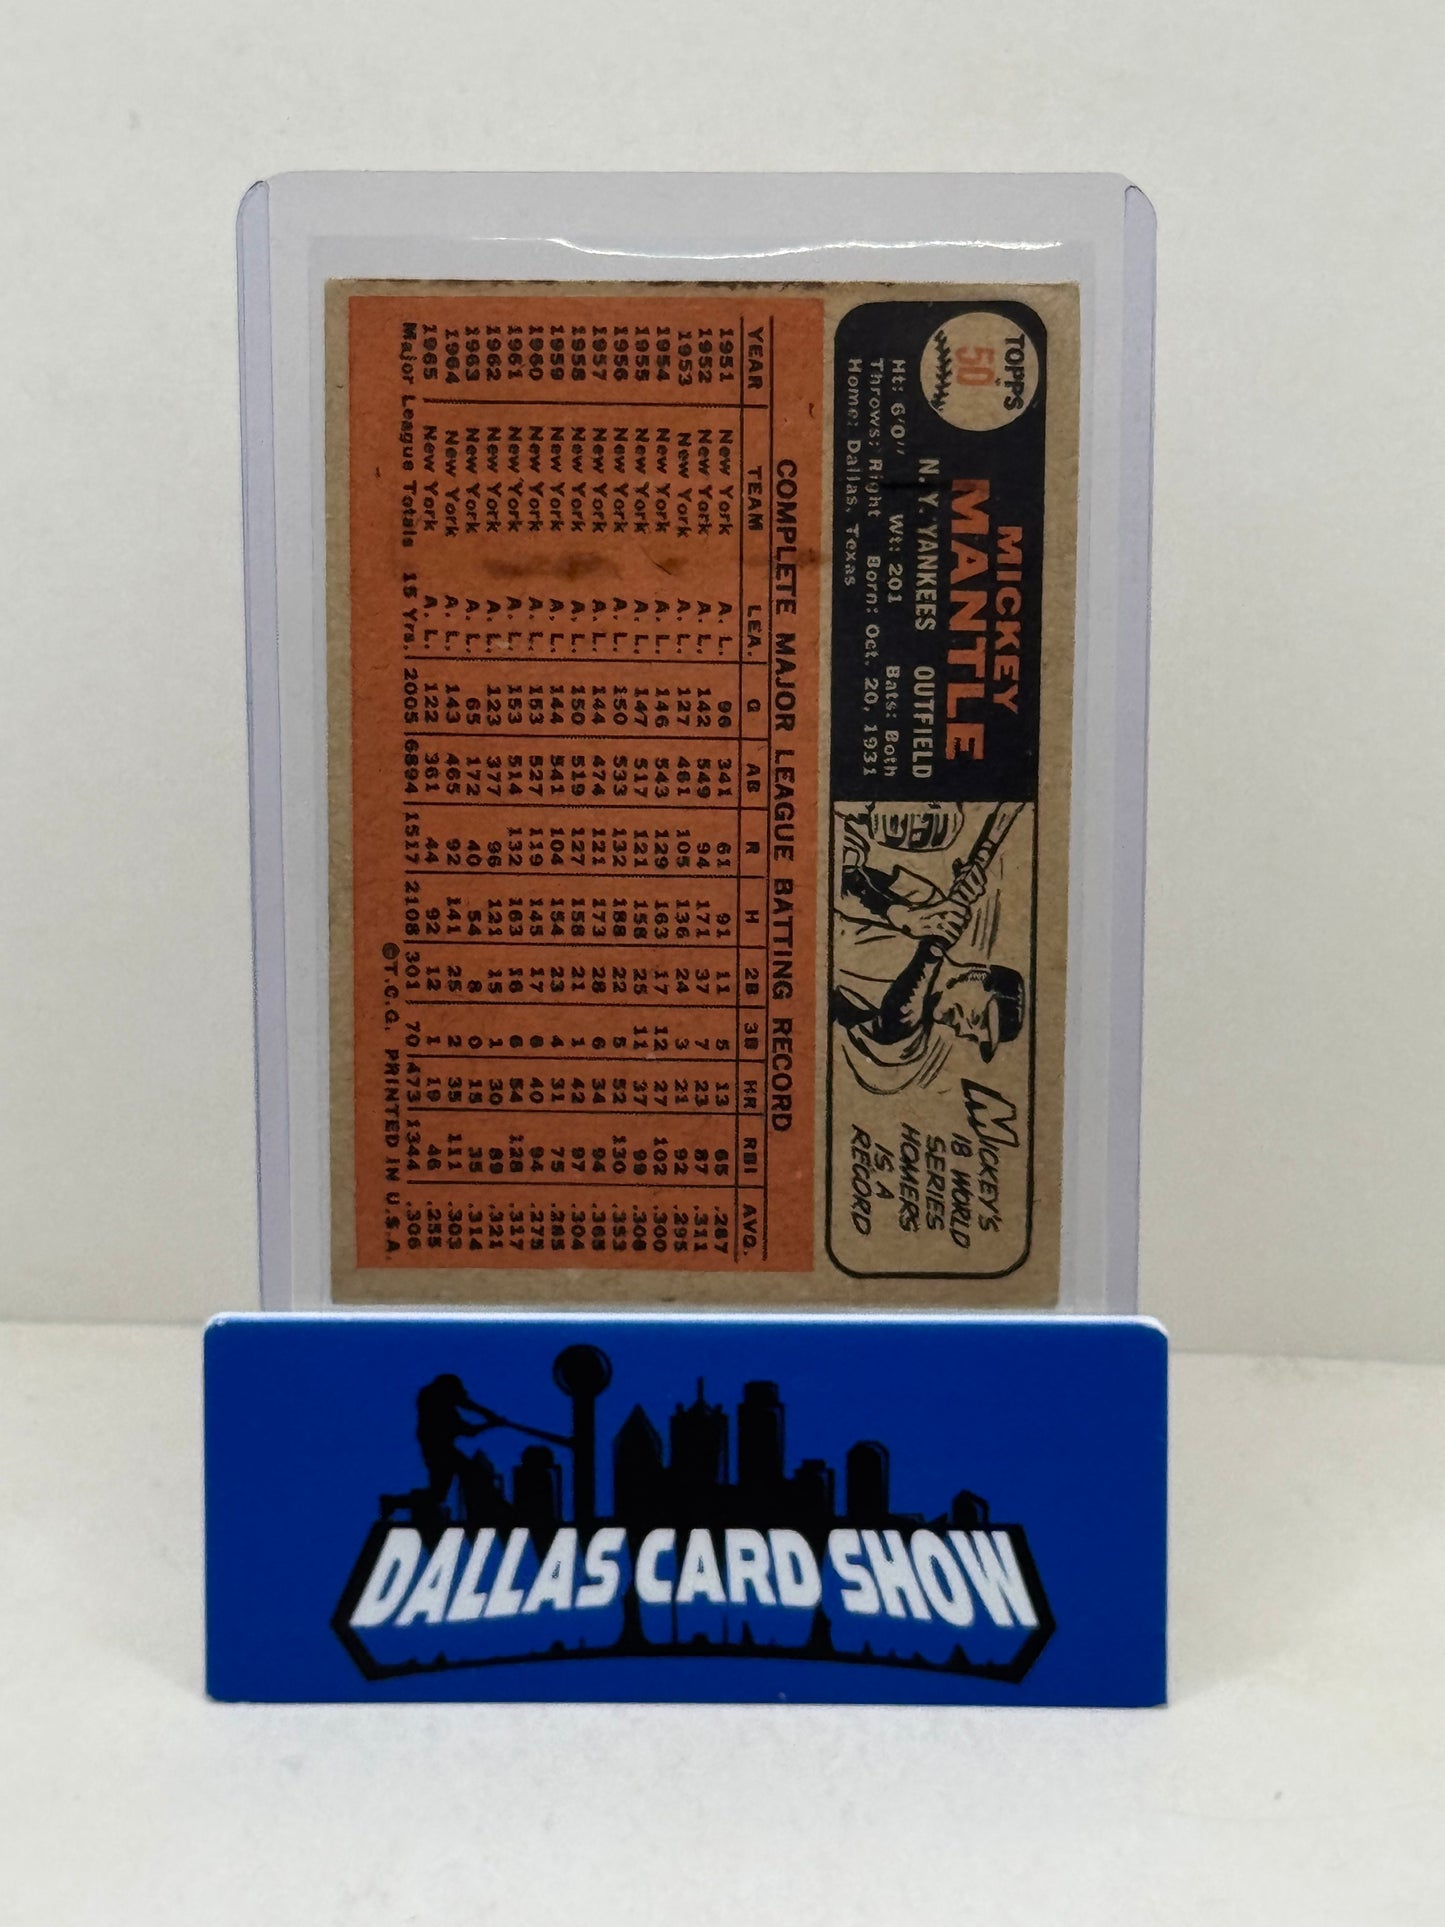 TOPPS
50
MICKEY
MANTLE
N. Y. YANKEES OUTFIELD
Ht: 6'0" Wt: 201 Bats: Both
Throws: Right Born: Oct. 20, 1931
Home: Dallas, Texas
MICKEY'S
18 WORLD
SERIES
HOMERS
IS A
RECORD
COMPLETE MAJOR LEAGUE BATTING RECORD
YEAR TEAM LEA. G AB R H 2B 3B HR RBI AVG.
1951 New York A. L. 96 341 61 91 11 5 13 65 .267
1952 New York A. L. 142 549 94 171 37 7 23 87 .311
1953 New York A. L. 127 461 105 136 24 3 21 92 .295
1954 New York A. L. 146 543 129 163 17 12 27 102 .300
1955 New York A. L. 147 517 121 158 25 11 37 99 .306
1956 New York A. L. 150 533 132 188 22 5 52 130 .353
1957 New York A. L. 144 474 121 173 28 6 34 94 .365
1958 New York A. L. 150 519 127 158 21 1 42 97 .304
1959 New York A. L. 144 541 104 154 23 4 31 75 .285
1960 New York A. L. 153 527 119 145 17 6 40 94 .275
1961 New York A. L. 153 514 132 163 16 6 54 128 .317
1962 New York A. L. 123 377 96 121 15 1 30 89 .321
1963 New York A. L. 65 172 40 54 8 0 15 35 .314
1964 New York A. L. 143 465 92 141 25 2 35 111 .303
1965 New York A. L. 122 361 44 92 12 1 19 46 .255
Major League Totals 15 Yrs. 2005 6894 1517 2108 301 70 473 1344 .306
©T.C.G. PRINTED IN U.S.A.
DALLAS CARD SHOW